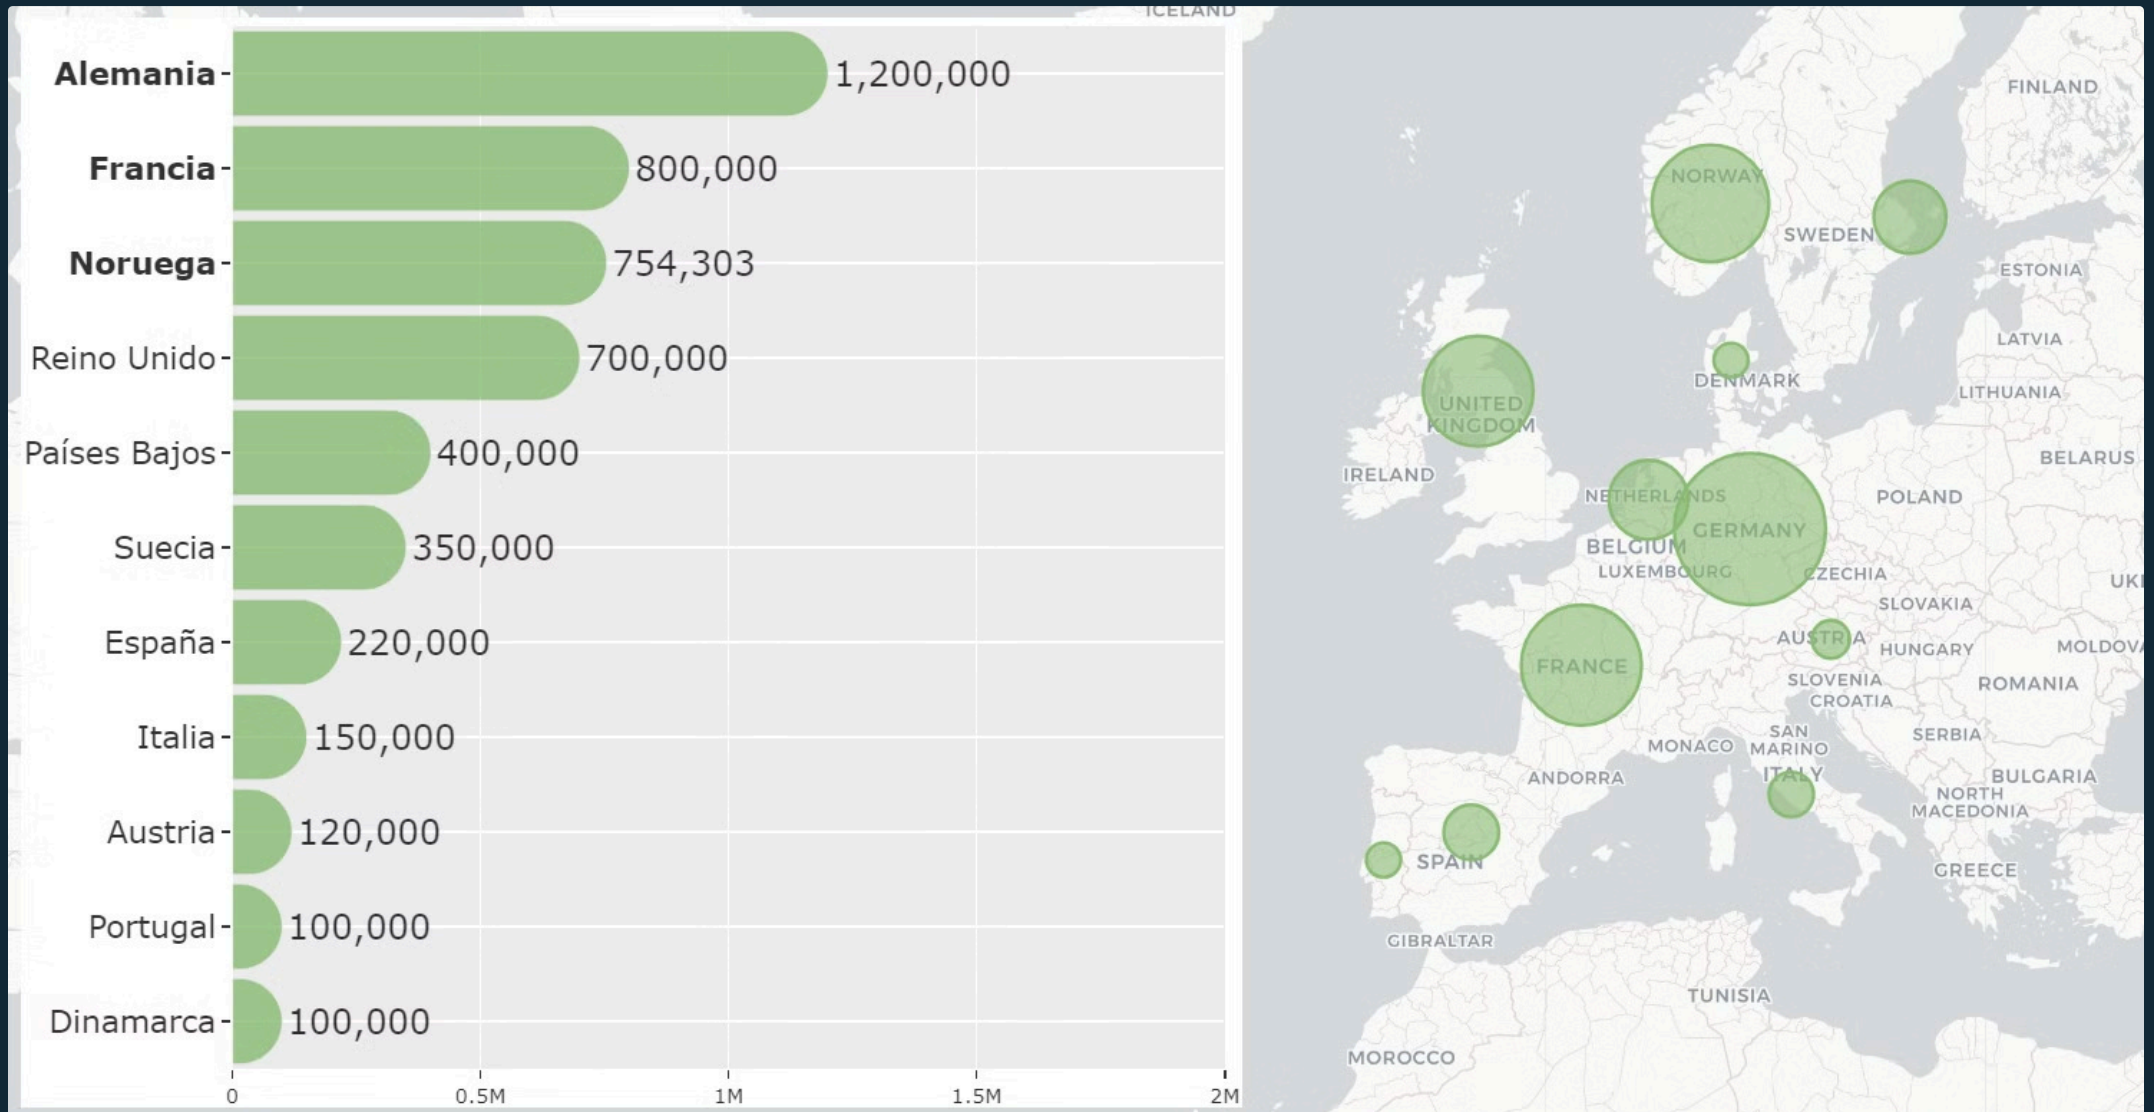 Alemania 1,200,000
Francia 800,000
Noruega 754,303
Reino Unido 700,000
Países Bajos 400,000
Suecia 350,000
España 220,000
Italia 150,000
Austria 120,000
Portugal 100,000
Dinamarca 100,000
0 0.5M 1M 1.5M 2M
ICELAND
FINLAND
NORWAY
SWEDEN
ESTONIA
LATVIA
DENMARK
LITHUANIA
UNITED
KINGDOM
BELARUS
IRELAND
NETHERLANDS
POLAND
GERMANY
BELGIUM
LUXEMBOURG
CZECHIA
UKR
SLOVAKIA
AUSTRIA
HUNGARY
MOLDOVA
FRANCE
SLOVENIA
ROMANIA
CROATIA
SAN
MARINO
SERBIA
MONACO
ANDORRA
ITALY
BULGARIA
NORTH
MACEDONIA
SPAIN
GREECE
GIBRALTAR
TUNISIA
MOROCCO